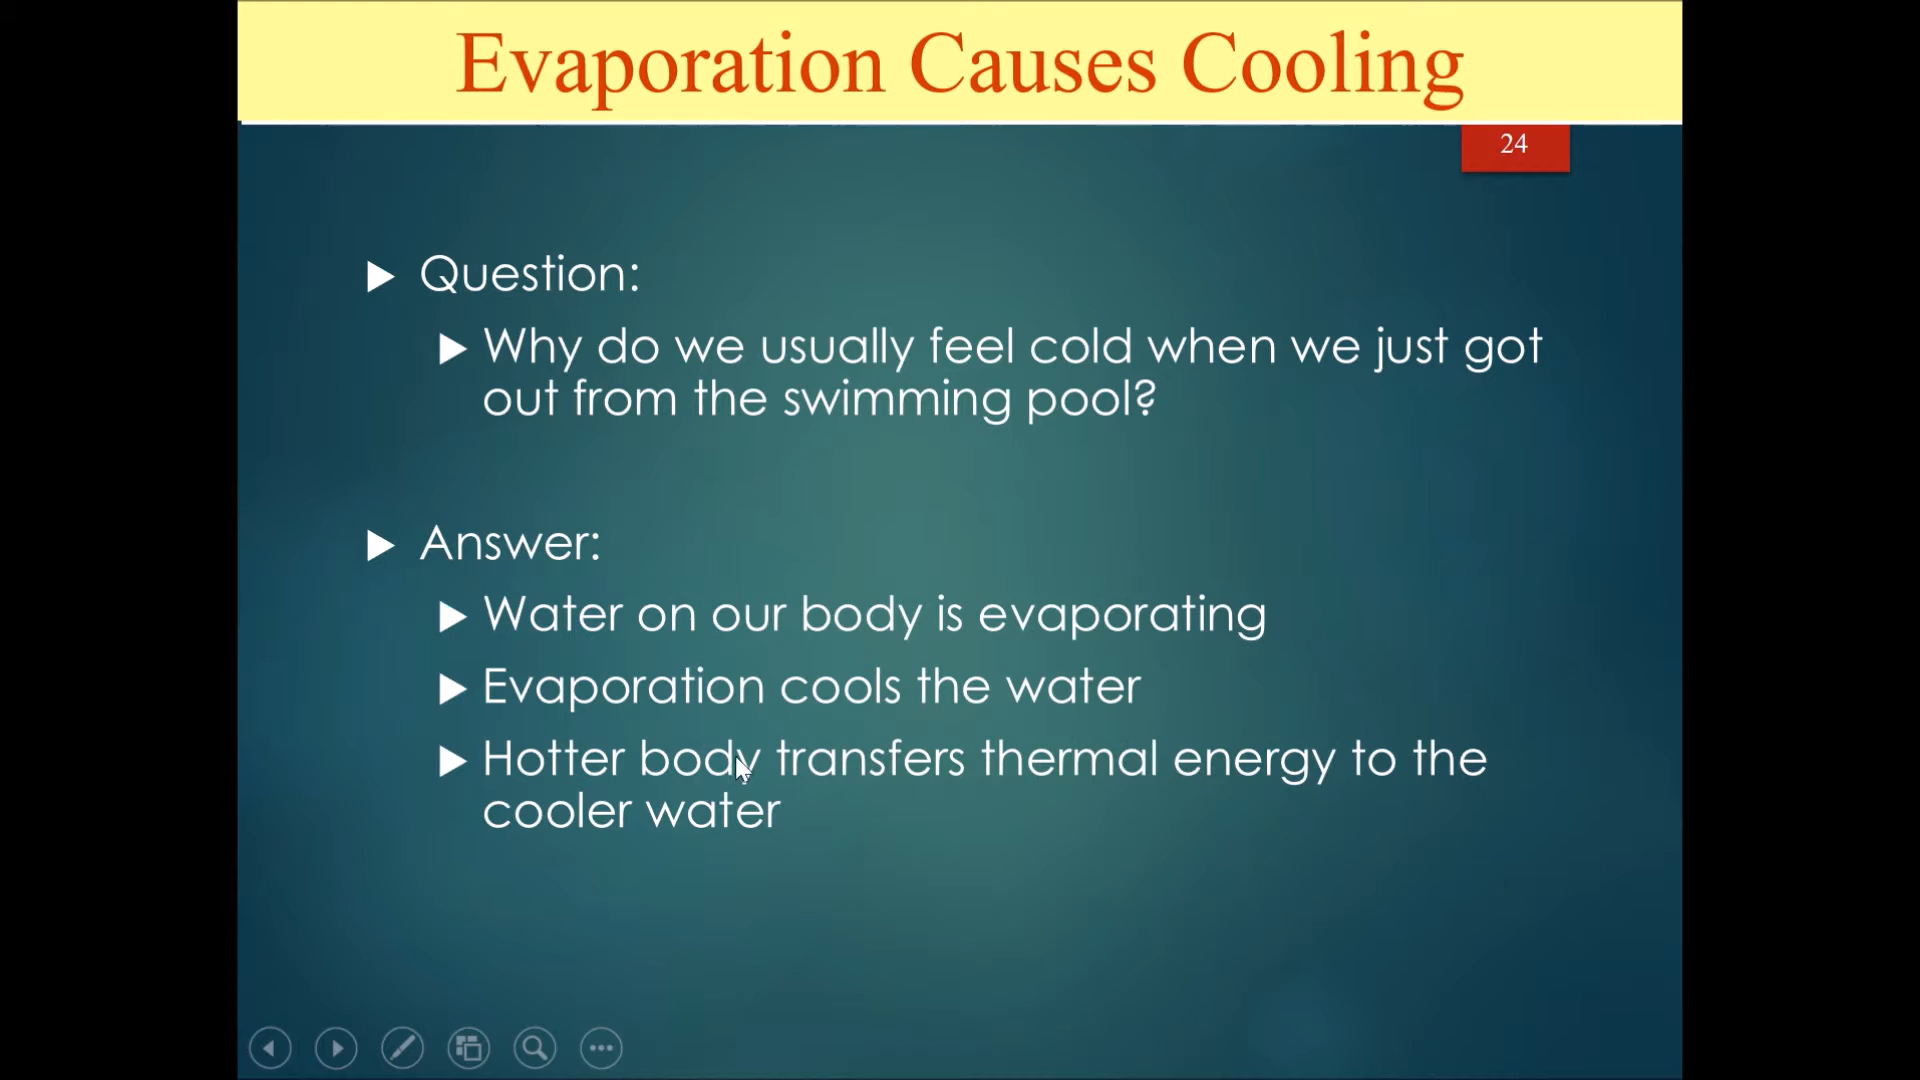 Evaporation Causes Cooling
24
Question:
Why do we usually feel cold when we just got
out from the swimming pool?
Answer:
Water on our body is evaporating
Evaporation cools the water
Hotter body transfers thermal energy to the
cooler water